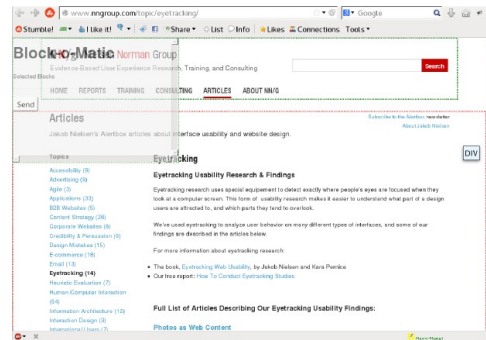 www.nngroup.com/topic/eyetracking/
Google
Stumble!
I like it!
Share
List
Info
Likes
Connections
Tools
Block-o-Matic
Norman Group
Evidence-Based User Experience Research, Training, and Consulting
Search
Selected Blocks
HOME REPORTS TRAINING CONSULTING ARTICLES ABOUT NN/G
Send
Articles
Subscribe to the Alertbox newsletter
About Jakob Nielsen
Jakob Nielsen's Alertbox articles about interface usability and website design.
DIV
Topics
Accessibility (9)
Advertising (9)
Agile (3)
Applications (33)
B2B Websites (5)
Content Strategy (26)
Corporate Websites (6)
Credibility & Persuasion (9)
Design Mistakes (15)
E-commerce (18)
Email (13)
Eyetracking (14)
Heuristic Evaluation (7)
Human Computer Interaction
(64)
Information Architecture (13)
Interaction Design (3)
International Users (7)
Eyetracking
Eyetracking Usability Research & Findings
Eyetracking research uses special equipement to detect exactly where people's eyes are focused when they
look at a computer screen. This form of usability research makes it easier to understand what part of a design
users are attracted to, and which parts they tend to overlook.
We've used eyetracking to analyze user behavior on many different types of interfaces, and some of our
findings are described in the articles below.
For more information about eyetracking research:
The book, Eyetracking Web Usability, by Jakob Nielsen and Kara Pernice
Our free report: How To Conduct Eyetracking Studies
Full List of Articles Describing Our Eyetracking Usability Findings:
Photos as Web Content